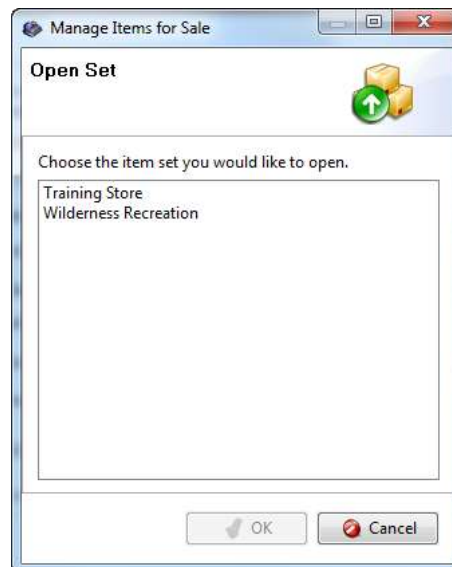 Manage Items for Sale
Open Set
Choose the item set you would like to open.
Training Store
Wilderness Recreation
OK
Cancel